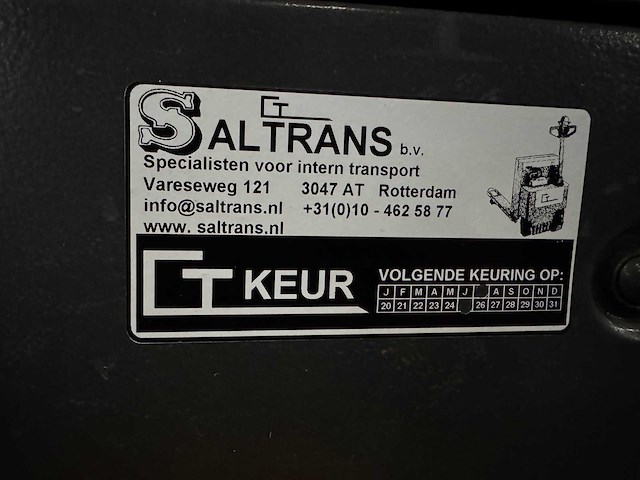 CT
SALTRANS b.v.
Specialisten voor intern transport
Vareseweg 121 3047 AT Rotterdam
info@saltrans.nl +31(0)10 - 462 58 77
www. saltrans.nl
CT KEUR
VOLGENDE KEURING OP:
J F M A M J A S O N D
20 21 22 23 24 26 27 28 29 30 31